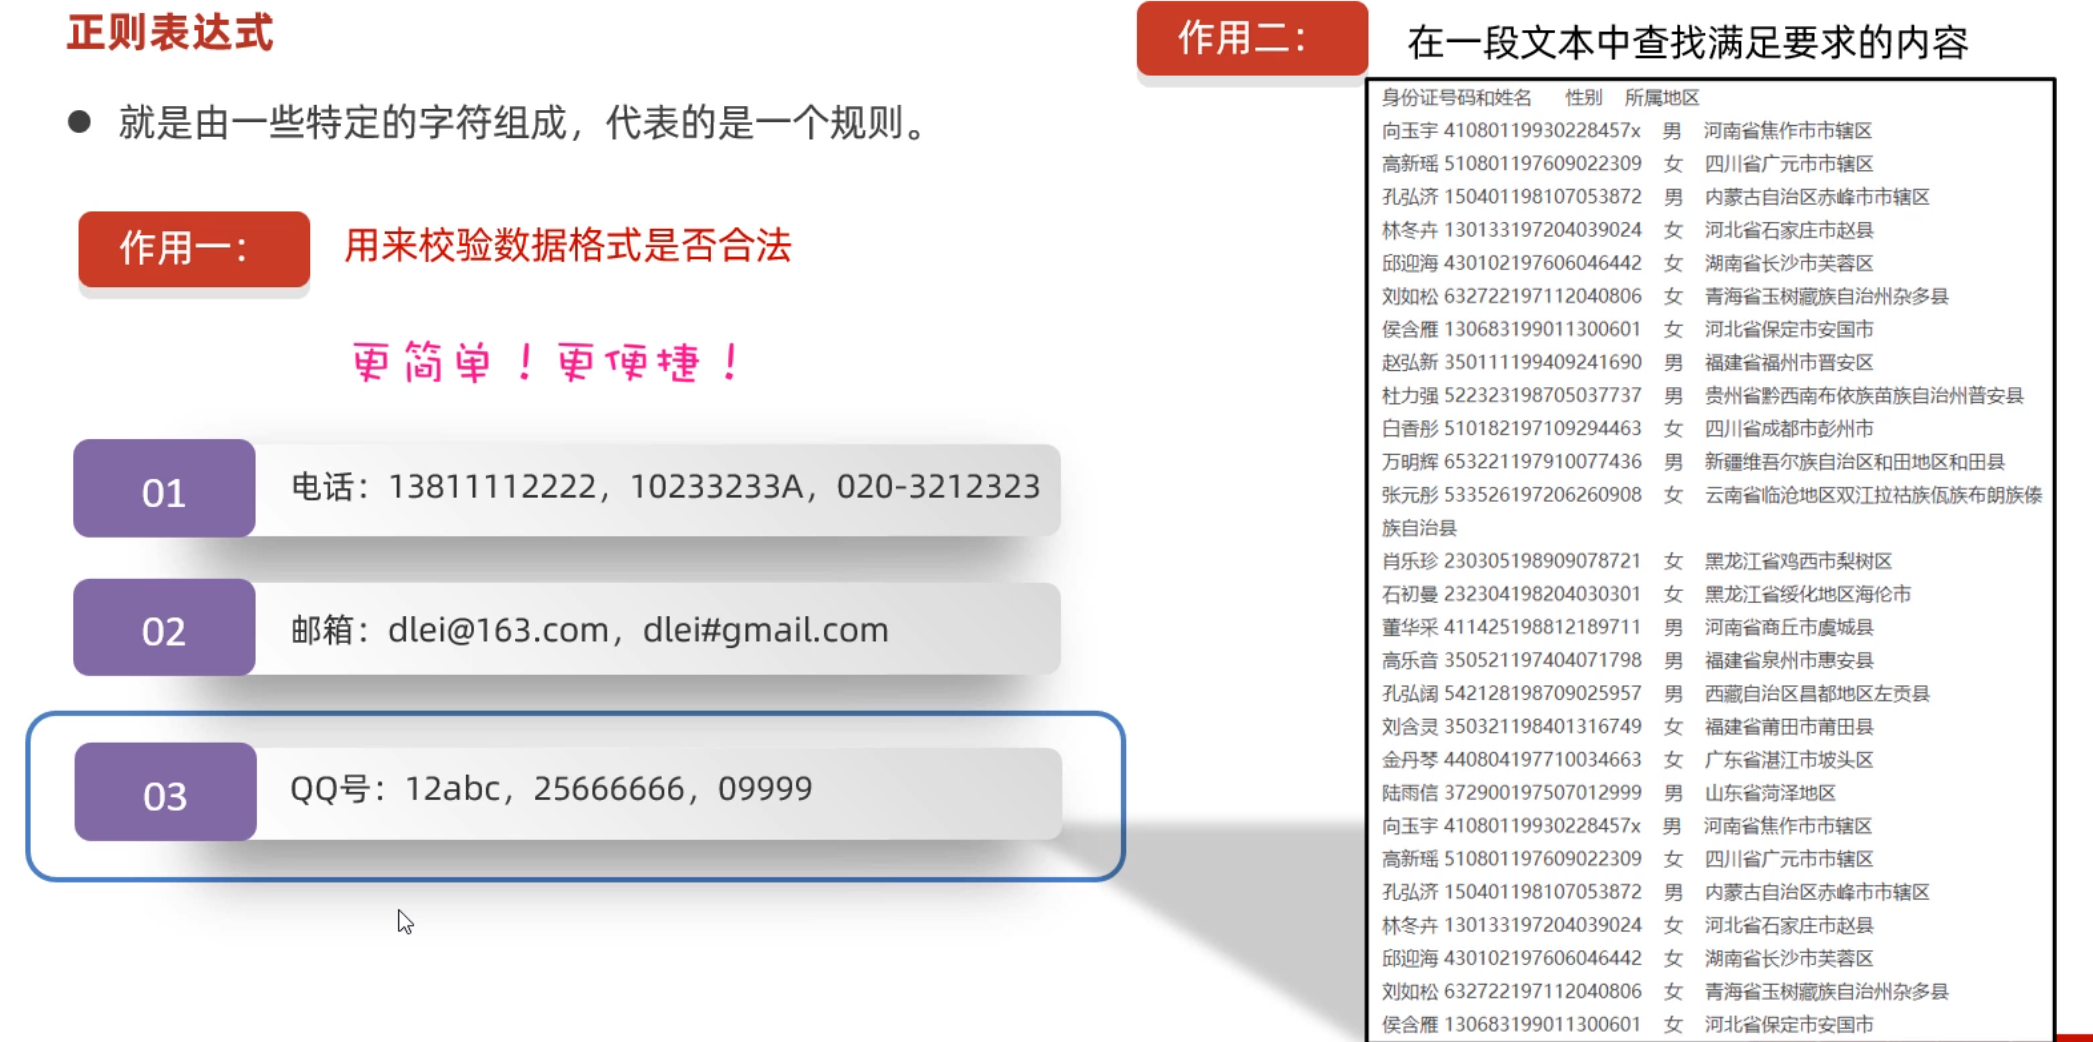 正则表达式
就是由一些特定的字符组成，代表的是一个规则。
作用一：
用来校验数据格式是否合法
更简单！更便捷！
01
电话：13811112222，10233233A，020-3212323
02
邮箱：dlei@163.com，dlei#gmail.com
03
QQ号：12abc，25666666，09999
作用二：
在一段文本中查找满足要求的内容
身份证号码和姓名 性别 所属地区
向玉宇 41080119930228457x 男 河南省焦作市市辖区
高新瑶 510801197609022309 女 四川省广元市市辖区
孔弘济 150401198107053872 男 内蒙古自治区赤峰市市辖区
林冬卉 130133197204039024 女 河北省石家庄市赵县
邱迎海 430102197606046442 女 湖南省长沙市芙蓉区
刘如松 632722197112040806 女 青海省玉树藏族自治州杂多县
侯含雁 130683199011300601 女 河北省保定市安国市
赵弘新 350111199409241690 男 福建省福州市晋安区
杜力强 522323198705037737 男 贵州省黔西南布依族苗族自治州普安县
白香彤 510182197109294463 女 四川省成都市彭州市
万明辉 653221197910077436 男 新疆维吾尔族自治区和田地区和田县
张元彤 533526197206260908 女 云南省临沧地区双江拉祜族佤族布朗族傣
族自治县
肖乐珍 230305198909078721 女 黑龙江省鸡西市梨树区
石初曼 232304198204030301 女 黑龙江省绥化地区海伦市
董华采 411425198812189711 男 河南省商丘市虞城县
高乐音 350521197404071798 男 福建省泉州市惠安县
孔弘阔 542128198709025957 男 西藏自治区昌都地区左贡县
刘含灵 350321198401316749 女 福建省莆田市莆田县
金丹琴 440804197710034663 女 广东省湛江市坡头区
陆雨信 372900197507012999 男 山东省菏泽地区
向玉宇 41080119930228457x 男 河南省焦作市市辖区
高新瑶 510801197609022309 女 四川省广元市市辖区
孔弘济 150401198107053872 男 内蒙古自治区赤峰市市辖区
林冬卉 130133197204039024 女 河北省石家庄市赵县
邱迎海 430102197606046442 女 湖南省长沙市芙蓉区
刘如松 632722197112040806 女 青海省玉树藏族自治州杂多县
侯含雁 130683199011300601 女 河北省保定市安国市